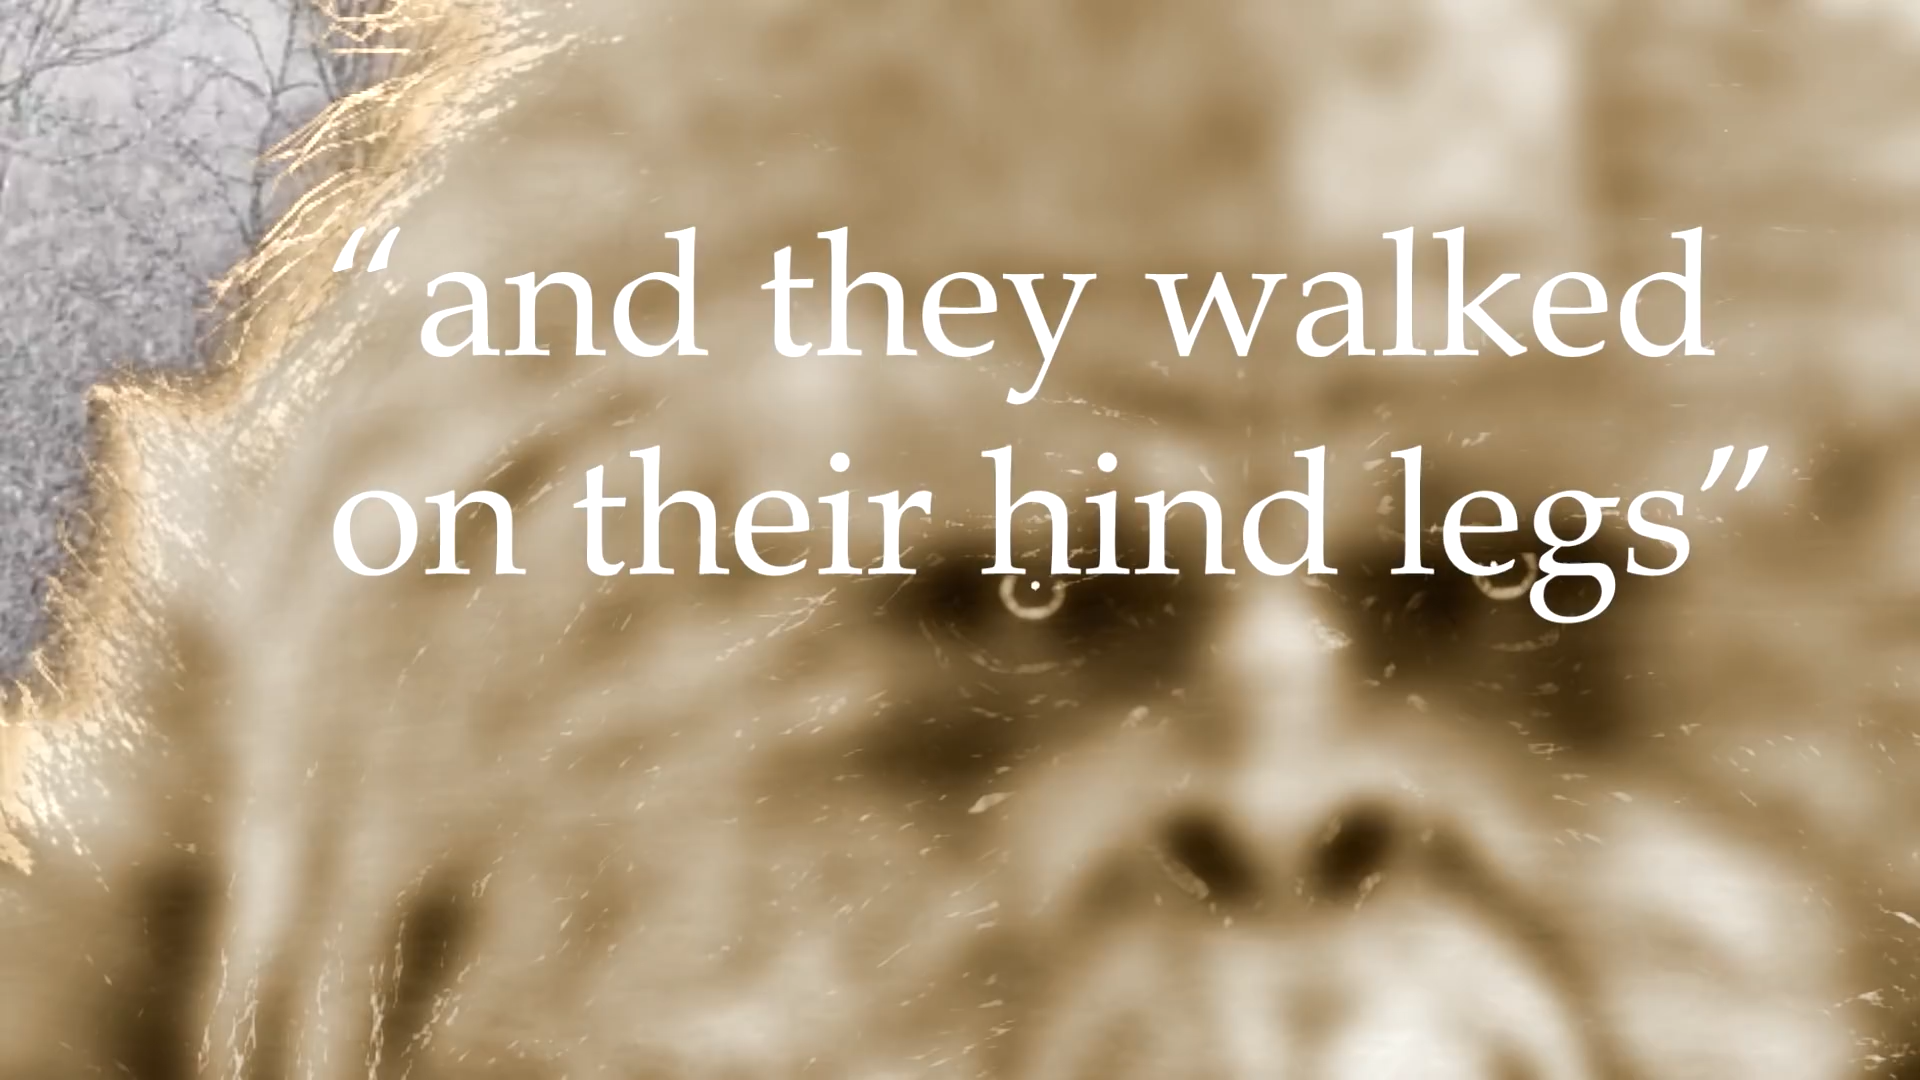 “and they walked
on their hind legs”